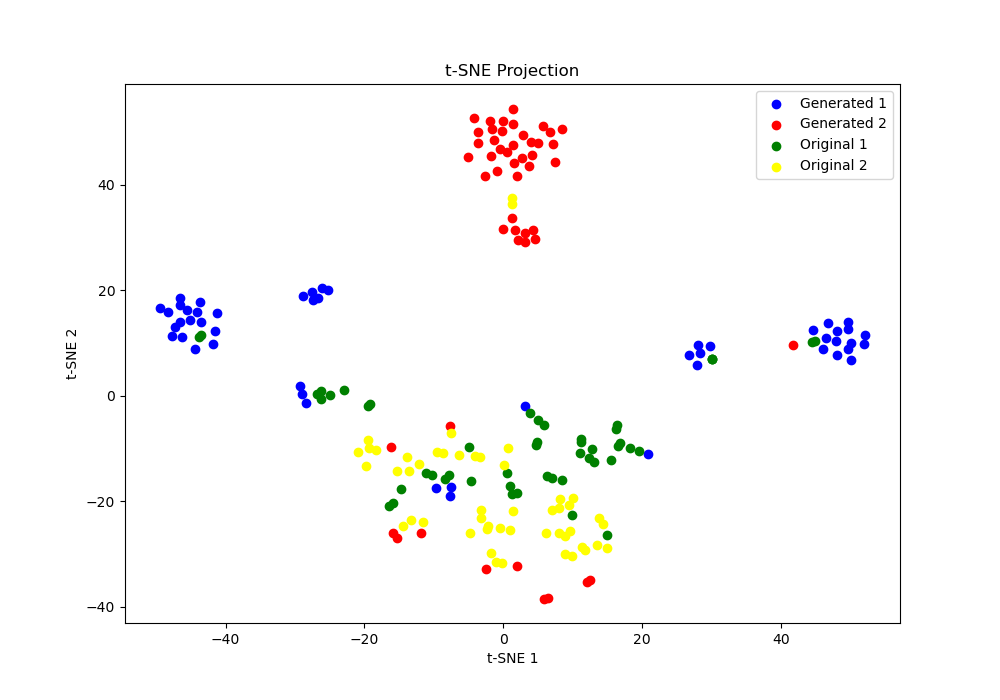 t-SNE Projection
Generated 1
Generated 2
Original 1
Original 2
40
20
0
−20
−40
t-SNE 2
−40
−20
0
20
40
t-SNE 1